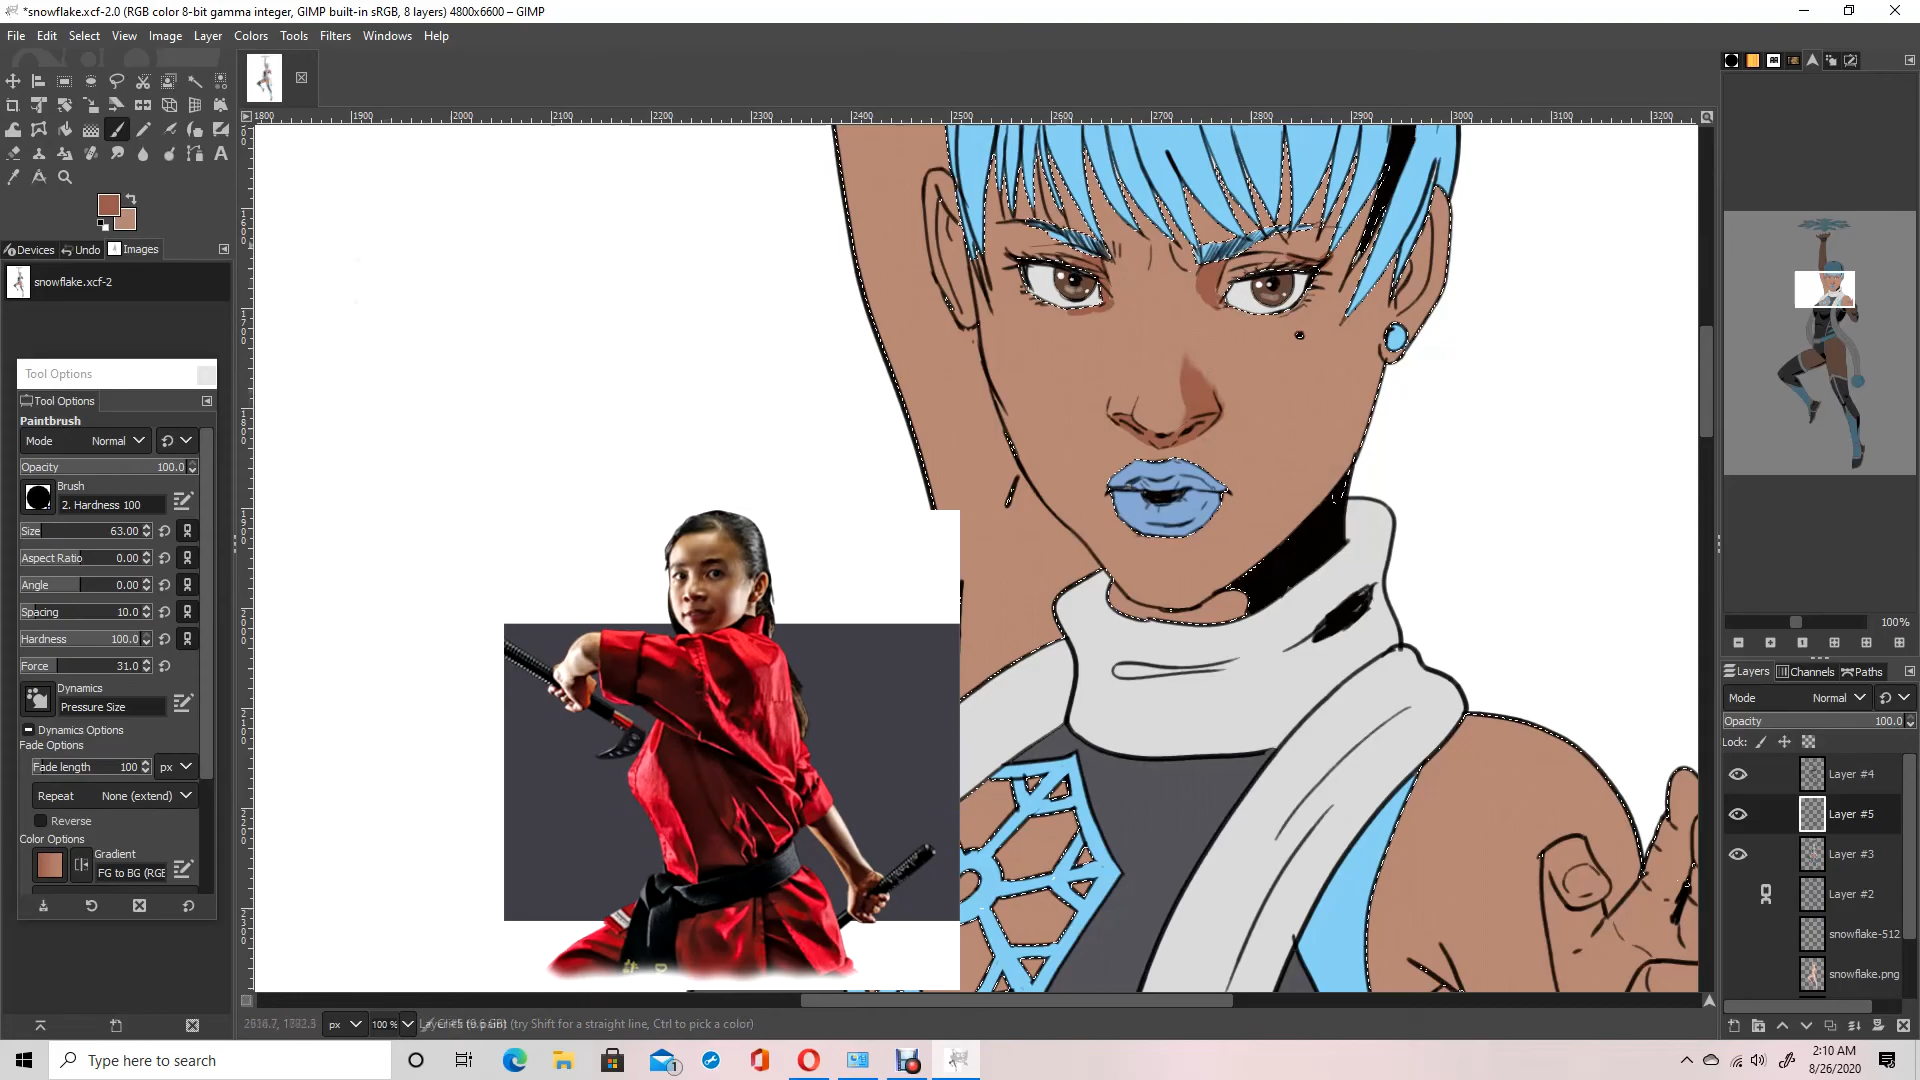 *snowflake.xcf-2.0 (RGB color 8-bit gamma integer, GIMP built-in sRGB, 8 layers) 4800x6600 – GIMP
File Edit Select View Image Layer Colors Tools Filters Windows Help
1800 1900 2000 2100 2200 2300 2400 2500 2600 2700 2800 2900 3000 3100 3200
Devices Undo Images
snowflake.xcf-2
Tool Options
Tool Options
Paintbrush
Mode Normal
Opacity 100.0
Brush
2. Hardness 100
Size 63.00
Aspect Ratio 0.00
Angle 0.00
Spacing 10.0
Hardness 100.0
Force 31.0
Dynamics
Pressure Size
Dynamics Options
Fade Options
Fade length 100 px
Repeat None (extend)
Reverse
Color Options
Gradient
FG to BG (RGB
100%
Layers Channels Paths
Mode Normal
Opacity 100.0
Lock:
Layer #4
Layer #5
Layer #3
Layer #2
snowflake-512
snowflake.png
px 100 % (try Shift for a straight line, Ctrl to pick a color)
Type here to search
1
2:10 AM
8/26/2020